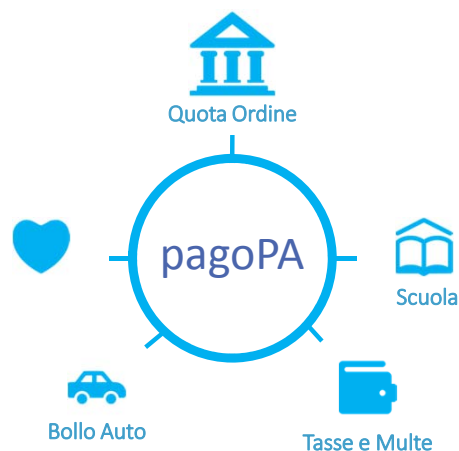 Quota Ordine
pagoPA
Scuola
Bollo Auto
Tasse e Multe